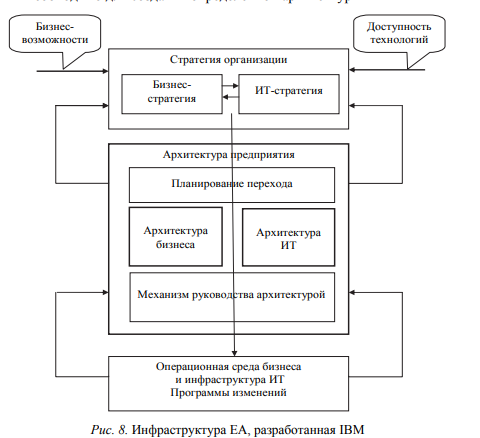 Бизнес-
возможности
Доступность
технологий
Стратегия организации
Бизнес-
стратегия
ИТ-стратегия
Архитектура предприятия
Планирование перехода
Архитектура
бизнеса
Архитектура
ИТ
Механизм руководства архитектурой
Операционная среда бизнеса
и инфраструктура ИТ
Программы изменений
Рис. 8. Инфраструктура ЕА, разработанная IBM